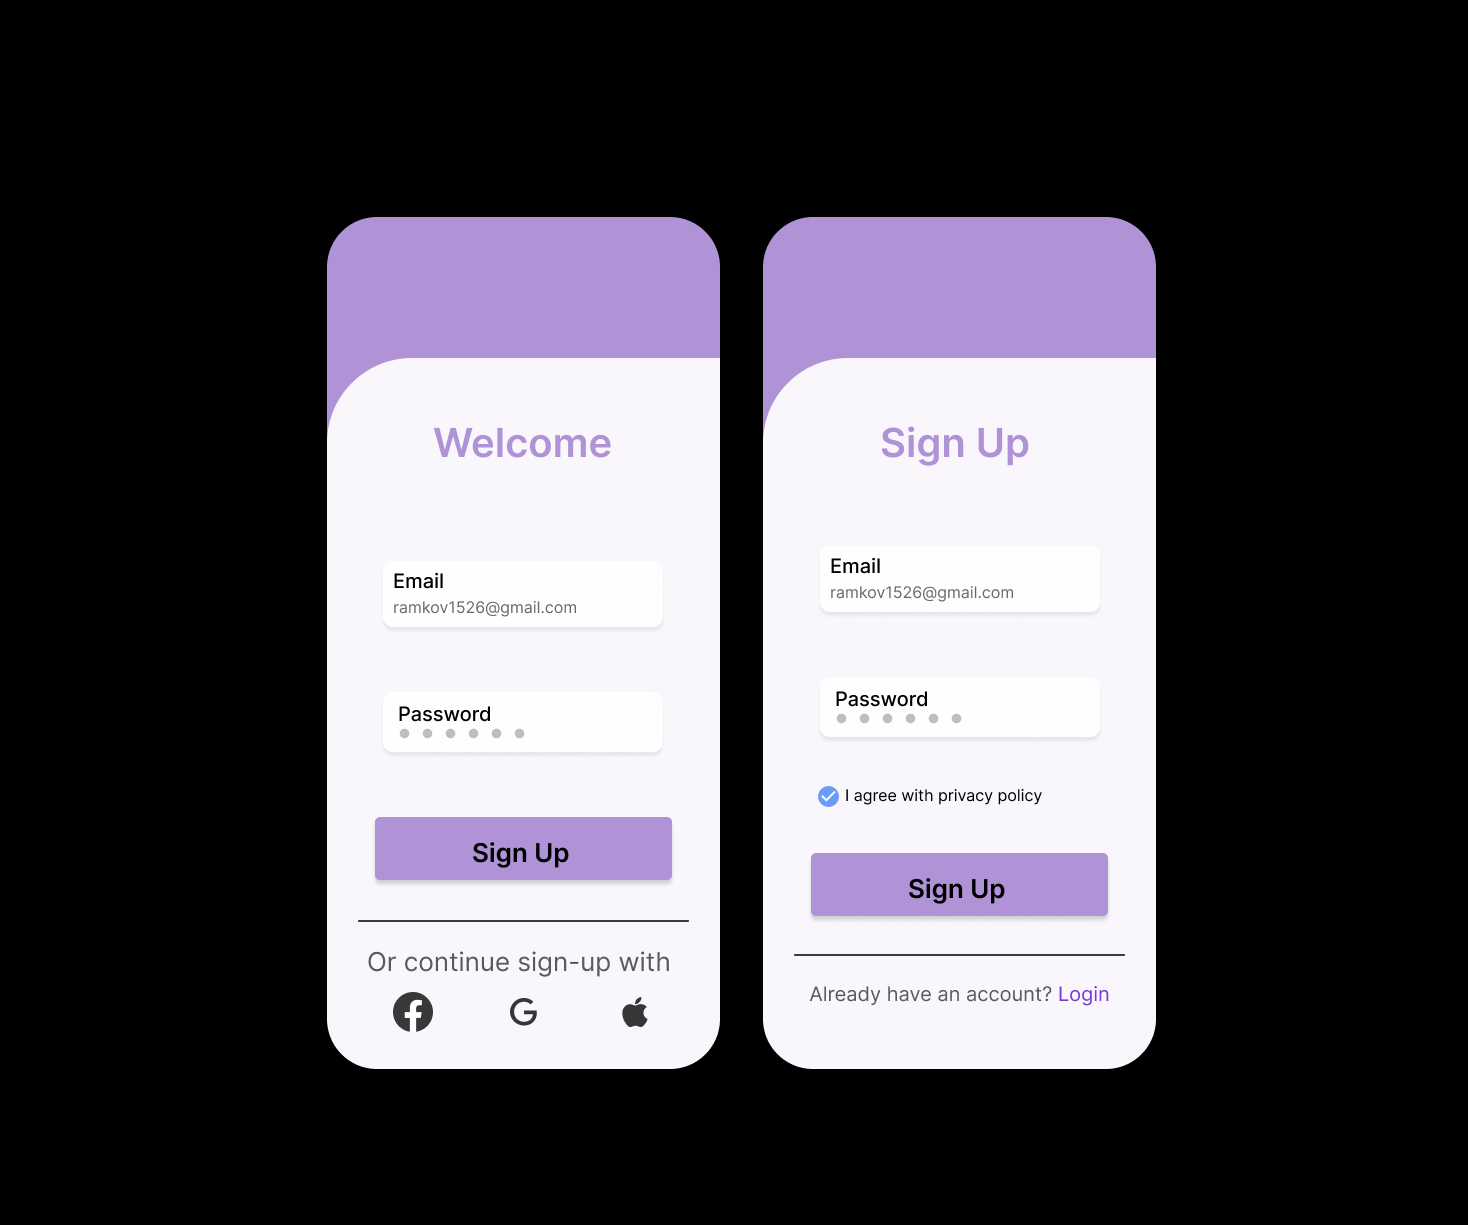 Welcome
Email
ramkov1526@gmail.com
Password
Sign Up
Or continue sign-up with
Sign Up
Email
ramkov1526@gmail.com
Password
I agree with privacy policy
Sign Up
Already have an account? Login